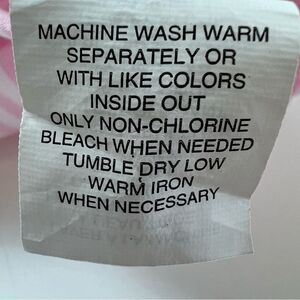 MACHINE WASH WARM
SEPARATELY OR
WITH LIKE COLORS
INSIDE OUT
ONLY NON-CHLORINE
BLEACH WHEN NEEDED
TUMBLE DRY LOW
WARM IRON
WHEN NECESSARY